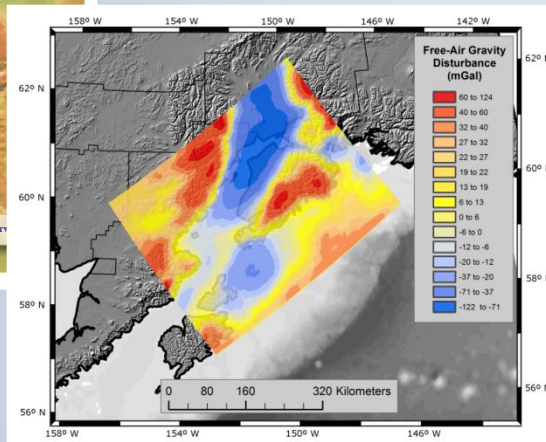 158° O
154° O
150° O
146° O
62° N
60° N
58° N
56° N
Free-Air Gravity
Disturbance
(mGal)
60 to 124
40 to 60
32 to 40
27 to 32
22 to 27
19 to 22
13 to 19
6 to 13
0 to 6
-6 to 0
-12 to -6
-20 to -12
-37 to -20
-71 to -37
-122 to -71
62° N
60° N
58° N
56° N
0 80 160 320 Kilometers
158° O
154° O
150° O
146° O